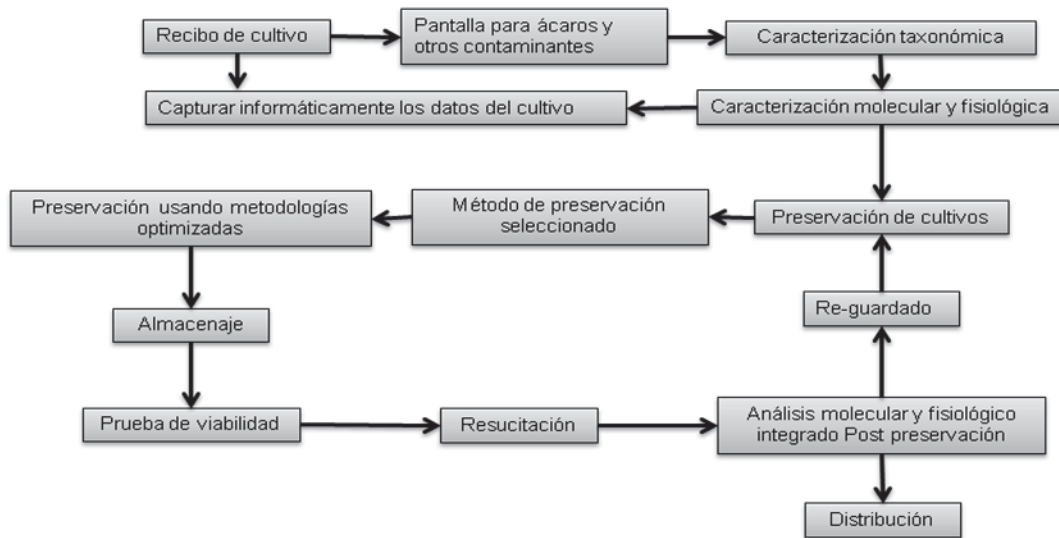 Recibo de cultivo
Pantalla para ácaros y
otros contaminantes
Caracterización taxonómica
Capturar informáticamente los datos del cultivo
Caracterización molecular y fisiológica
Preservación usando metodologías
optimizadas
Método de preservación
seleccionado
Preservación de cultivos
Almacenaje
Re-guardado
Prueba de viabilidad
Resucitación
Análisis molecular y fisiológico
integrado Post preservación
Distribución